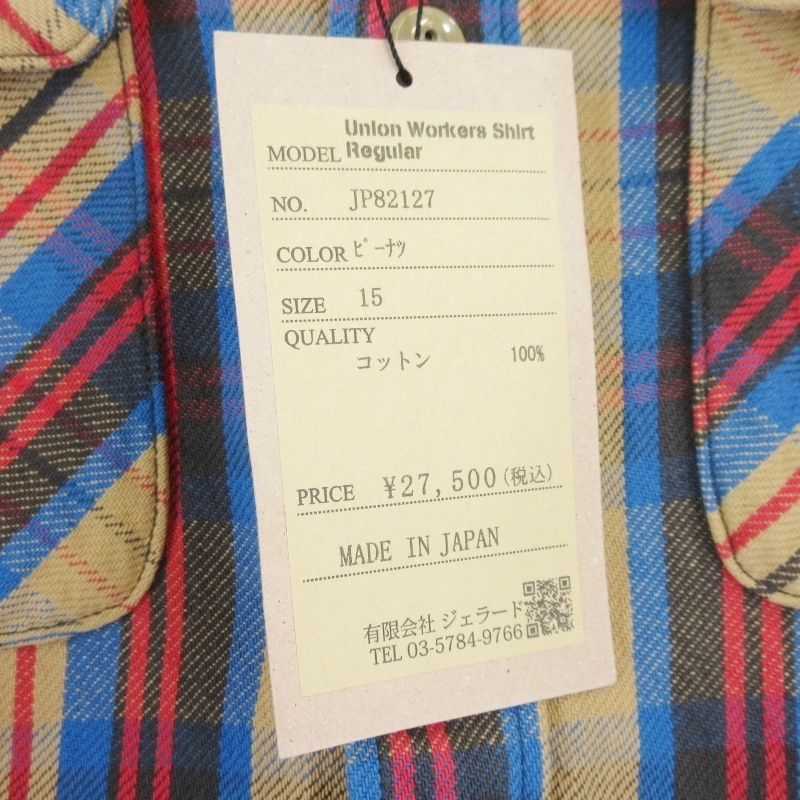 MODEL Union Workers Shirt
Regular
NO. JP82127
COLOR ﾋﾟｰﾅﾂ
SIZE 15
QUALITY
コットン 100%
PRICE ¥27,500(税込)
MADE IN JAPAN
有限会社 ジェラード
TEL 03-5784-9766